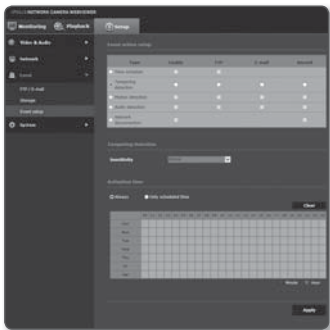 NETWORK CAMERA WEBVIEWER
Monitoring
Playback
Setup
Video & Audio
Network
Event
FTP / E-mail
Storage
Event setup
System
Event action setup
Type
Enable
FTP
E-mail
Record
Time schedule
Tampering detection
Motion detection
Audio detection
Network disconnection
Tampering detection
Sensitivity
Activation time
Always
Only scheduled time
Clear
Sun
Mon
Tue
Wed
Thu
Fri
Sat
Minute
Hour
Apply